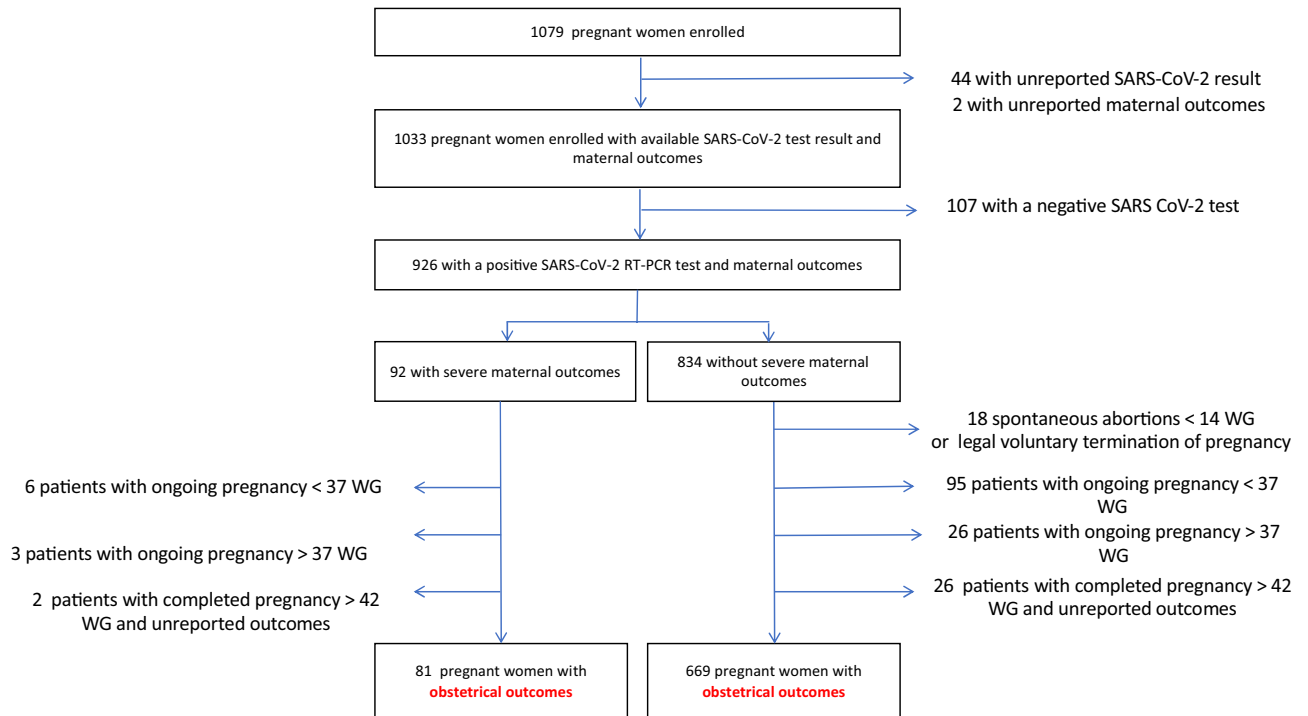 1079 pregnant women enrolled
44 with unreported SARS-CoV-2 result
2 with unreported maternal outcomes
1033 pregnant women enrolled with available SARS-CoV-2 test result and
maternal outcomes
107 with a negative SARS CoV-2 test
926 with a positive SARS-CoV-2 RT-PCR test and maternal outcomes
92 with severe maternal outcomes
834 without severe maternal
outcomes
18 spontaneous abortions < 14 WG
or legal voluntary termination of pregnancy
6 patients with ongoing pregnancy < 37 WG
95 patients with ongoing pregnancy < 37
WG
3 patients with ongoing pregnancy > 37 WG
26 patients with ongoing pregnancy > 37
WG
2 patients with completed pregnancy > 42
WG and unreported outcomes
26 patients with completed pregnancy > 42
WG and unreported outcomes
81 pregnant women with
obstetrical outcomes
669 pregnant women with
obstetrical outcomes